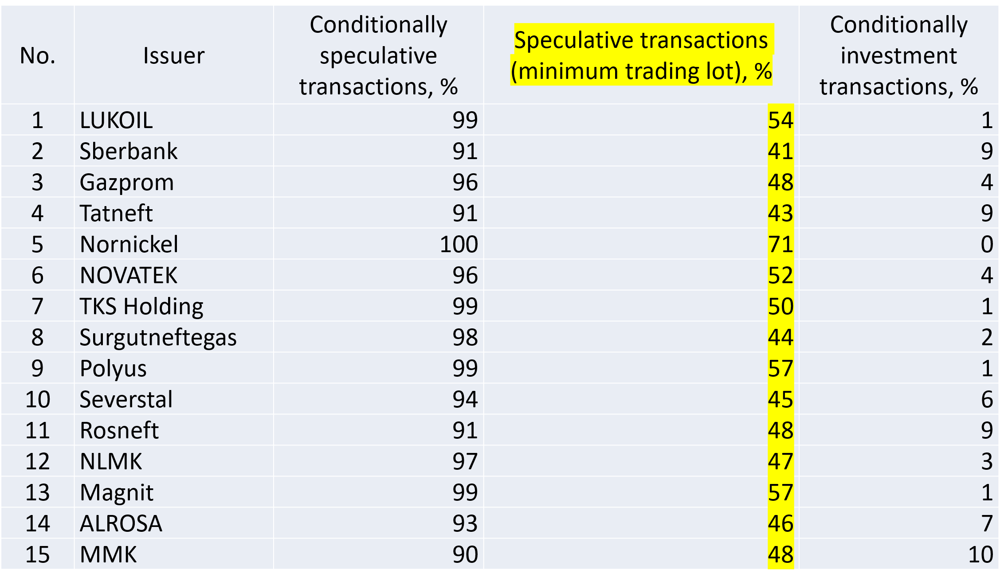 No.
Issuer
Conditionally
speculative
transactions, %
Speculative transactions
(minimum trading lot), %
Conditionally
investment
transactions, %
1 LUKOIL 99 54 1
2 Sberbank 91 41 9
3 Gazprom 96 48 4
4 Tatneft 91 43 9
5 Nornickel 100 71 0
6 NOVATEK 96 52 4
7 TKS Holding 99 50 1
8 Surgutneftegas 98 44 2
9 Polyus 99 57 1
10 Severstal 94 45 6
11 Rosneft 91 48 9
12 NLMK 97 47 3
13 Magnit 99 57 1
14 ALROSA 93 46 7
15 MMK 90 48 10